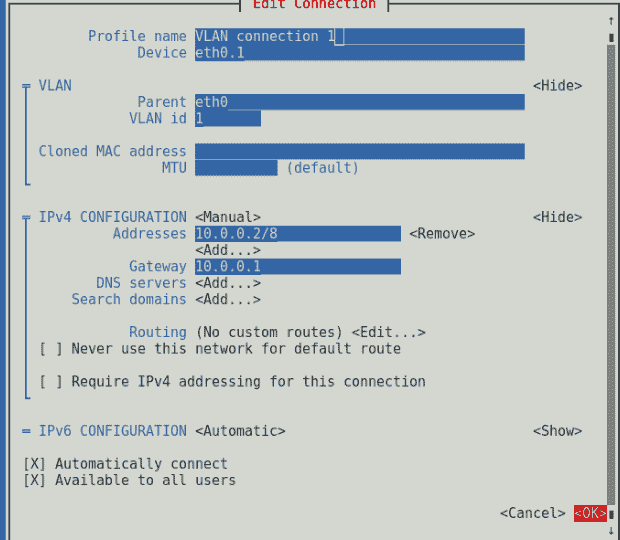 Edit Connection
Profile name VLAN connection 1
Device eth0.1
VLAN <Hide>
Parent eth0
VLAN id 1
Cloned MAC address
MTU (default)
IPv4 CONFIGURATION <Manual> <Hide>
Addresses 10.0.0.2/8 <Remove>
<Add...>
Gateway 10.0.0.1
DNS servers <Add...>
Search domains <Add...>
Routing (No custom routes) <Edit...>
[ ] Never use this network for default route
[ ] Require IPv4 addressing for this connection
IPv6 CONFIGURATION <Automatic> <Show>
[X] Automatically connect
[X] Available to all users
<Cancel> <OK>